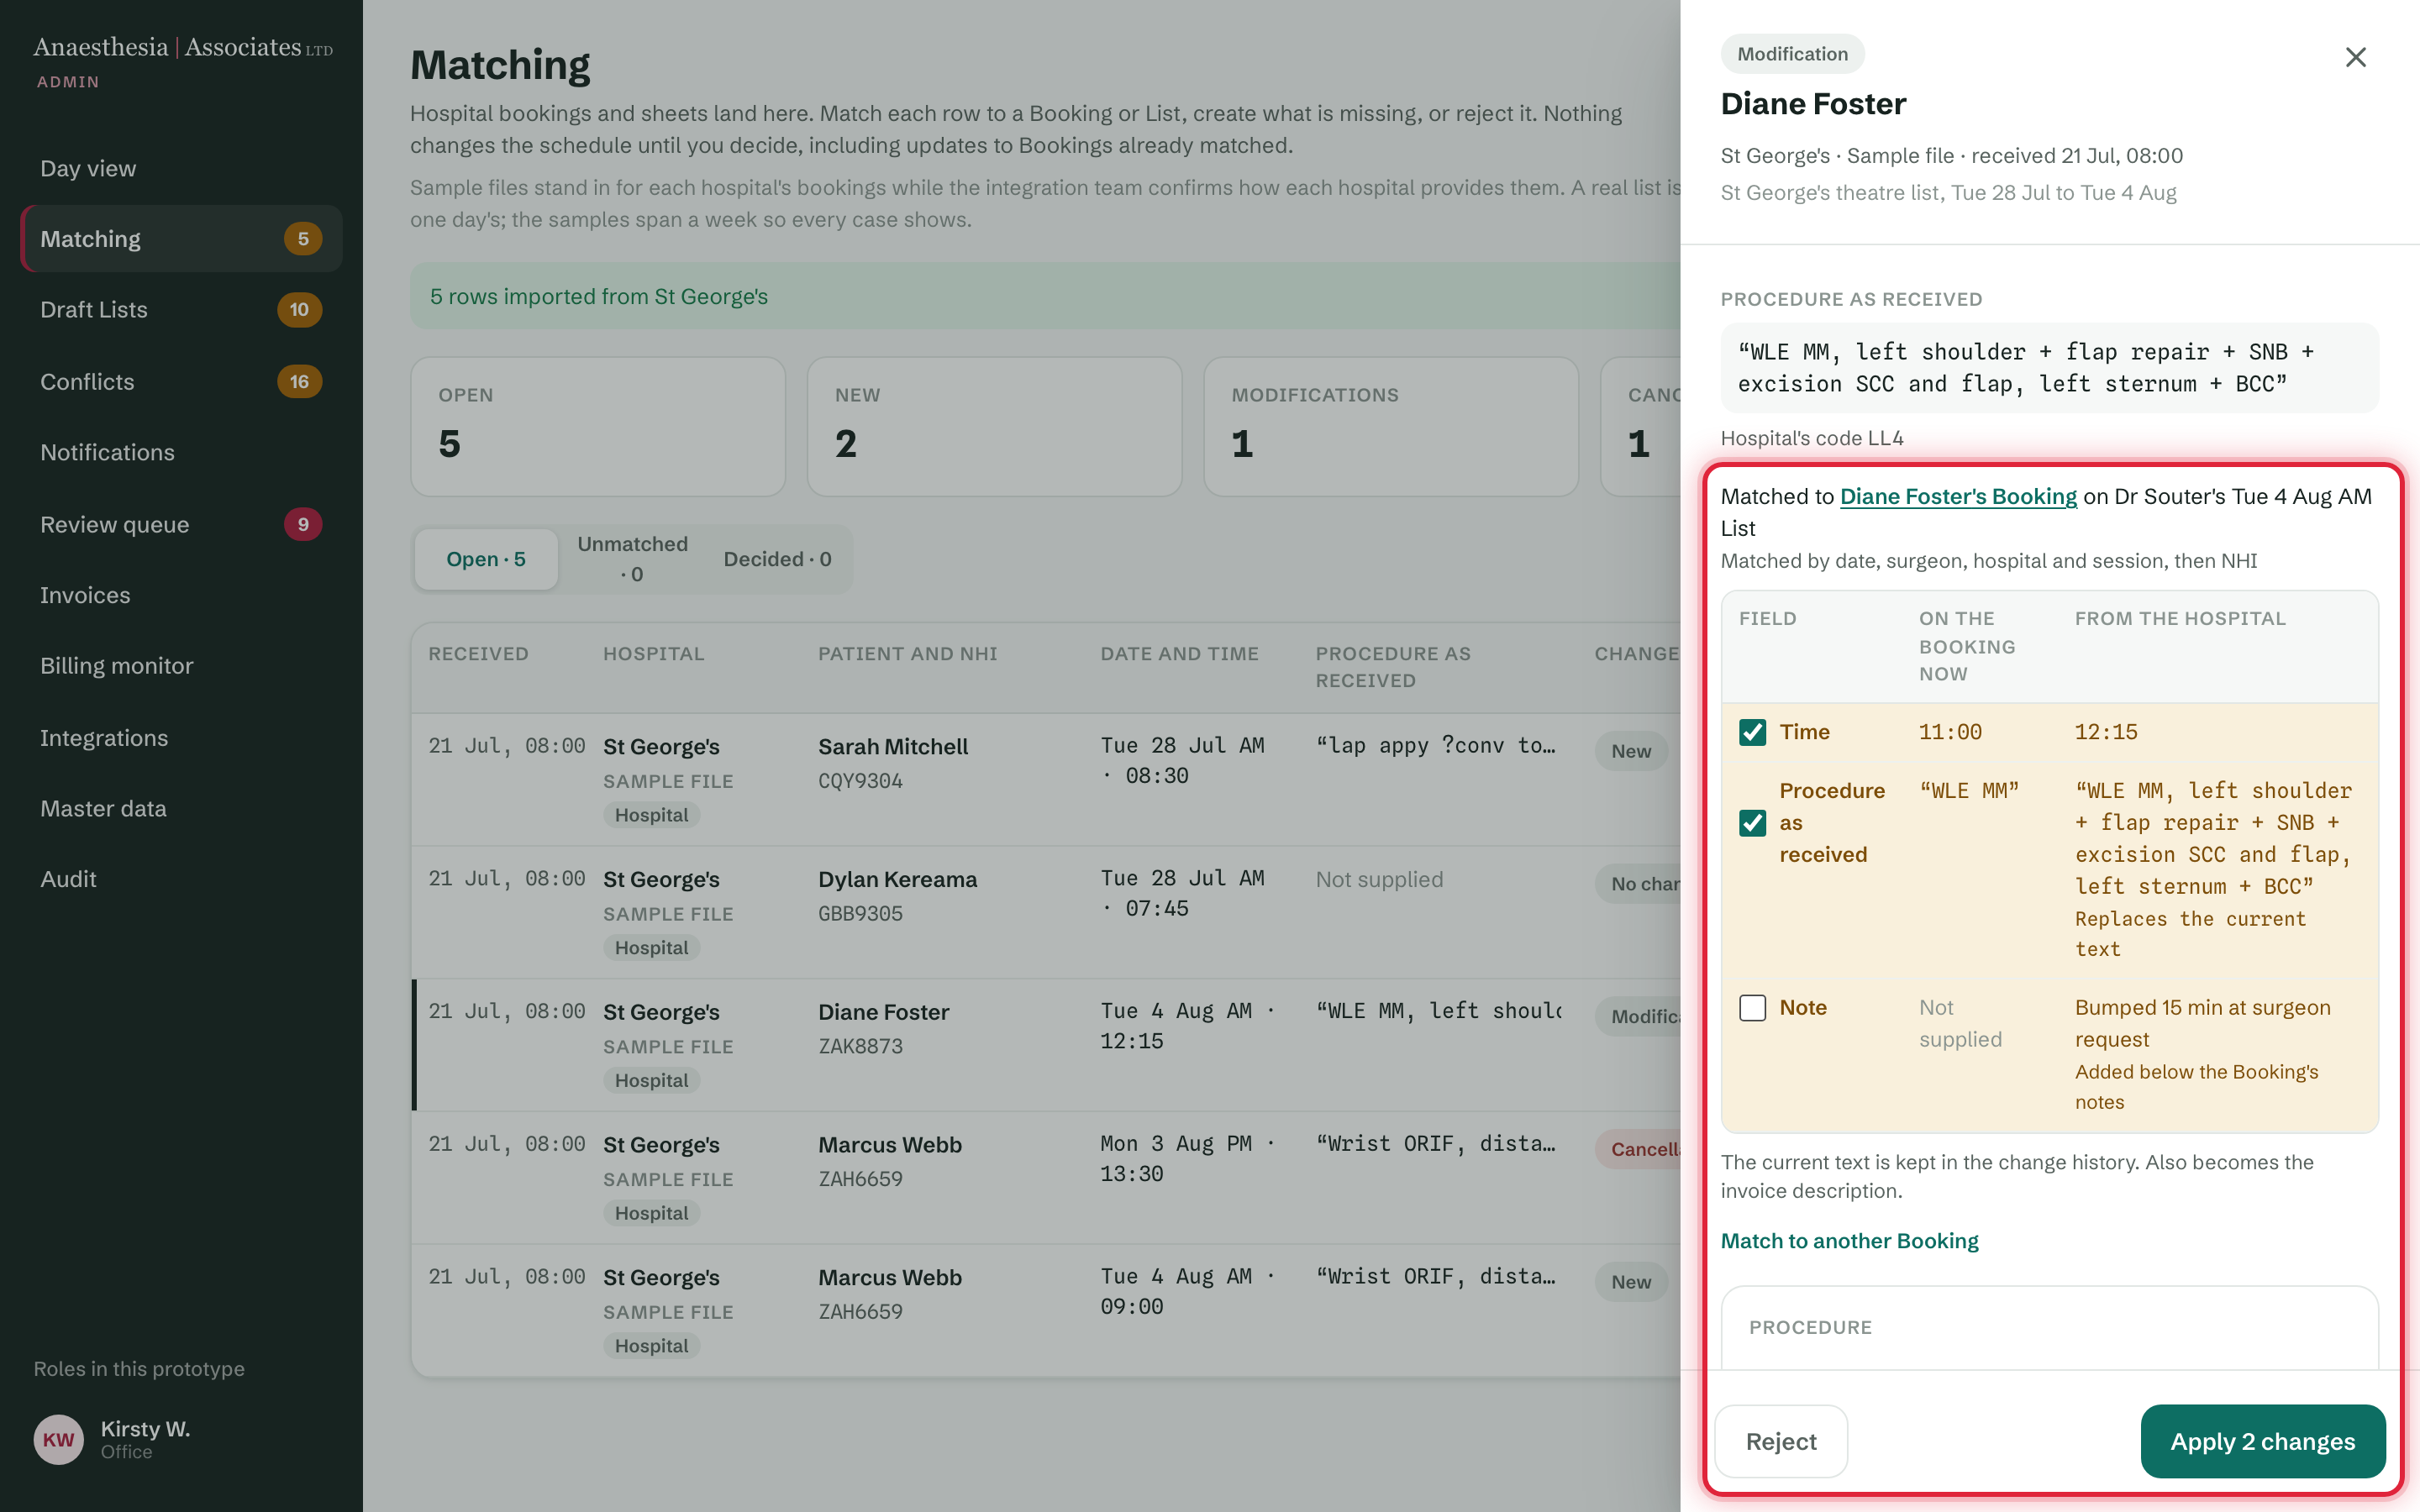 Anaesthesia | Associates LTD
ADMIN
Day view
Matching 5
Draft Lists 10
Conflicts 16
Notifications
Review queue 9
Invoices
Billing monitor
Integrations
Master data
Audit
Roles in this prototype
KW
Kirsty W.
Office
Matching
Hospital bookings and sheets land here. Match each row to a Booking or List, create what is missing, or reject it. Nothing
changes the schedule until you decide, including updates to Bookings already matched.
Sample files stand in for each hospital's bookings while the integration team confirms how each hospital provides them. A real list is
one day's; the samples span a week so every case shows.
5 rows imported from St George's
OPEN
5
NEW
2
MODIFICATIONS
1
CANC
1
Open · 5
Unmatched
· 0
Decided · 0
RECEIVED HOSPITAL PATIENT AND NHI DATE AND TIME PROCEDURE AS CHANGE
RECEIVED
21 Jul, 08:00 St George's Sarah Mitchell Tue 28 Jul AM “lap appy ?conv to… New
SAMPLE FILE CQY9304 · 08:30
Hospital
21 Jul, 08:00 St George's Dylan Kereama Tue 28 Jul AM Not supplied No chan
SAMPLE FILE GBB9305 · 07:45
Hospital
21 Jul, 08:00 St George's Diane Foster Tue 4 Aug AM · “WLE MM, left should Modifica
SAMPLE FILE ZAK8873 12:15
Hospital
21 Jul, 08:00 St George's Marcus Webb Mon 3 Aug PM · “Wrist ORIF, dista… Cancella
SAMPLE FILE ZAH6659 13:30
Hospital
21 Jul, 08:00 St George's Marcus Webb Tue 4 Aug AM · “Wrist ORIF, dista… New
SAMPLE FILE ZAH6659 09:00
Hospital
Modification
Diane Foster
St George's · Sample file · received 21 Jul, 08:00
St George's theatre list, Tue 28 Jul to Tue 4 Aug
PROCEDURE AS RECEIVED
“WLE MM, left shoulder + flap repair + SNB +
excision SCC and flap, left sternum + BCC”
Hospital's code LL4
Matched to Diane Foster's Booking on Dr Souter's Tue 4 Aug AM
List
Matched by date, surgeon, hospital and session, then NHI
FIELD ON THE FROM THE HOSPITAL
BOOKING
NOW
Time 11:00 12:15
Procedure “WLE MM” “WLE MM, left shoulder
as + flap repair + SNB +
received excision SCC and flap,
left sternum + BCC”
Replaces the current
text
Note Not Bumped 15 min at surgeon
supplied request
Added below the Booking's
notes
The current text is kept in the change history. Also becomes the
invoice description.
Match to another Booking
PROCEDURE
Reject
Apply 2 changes